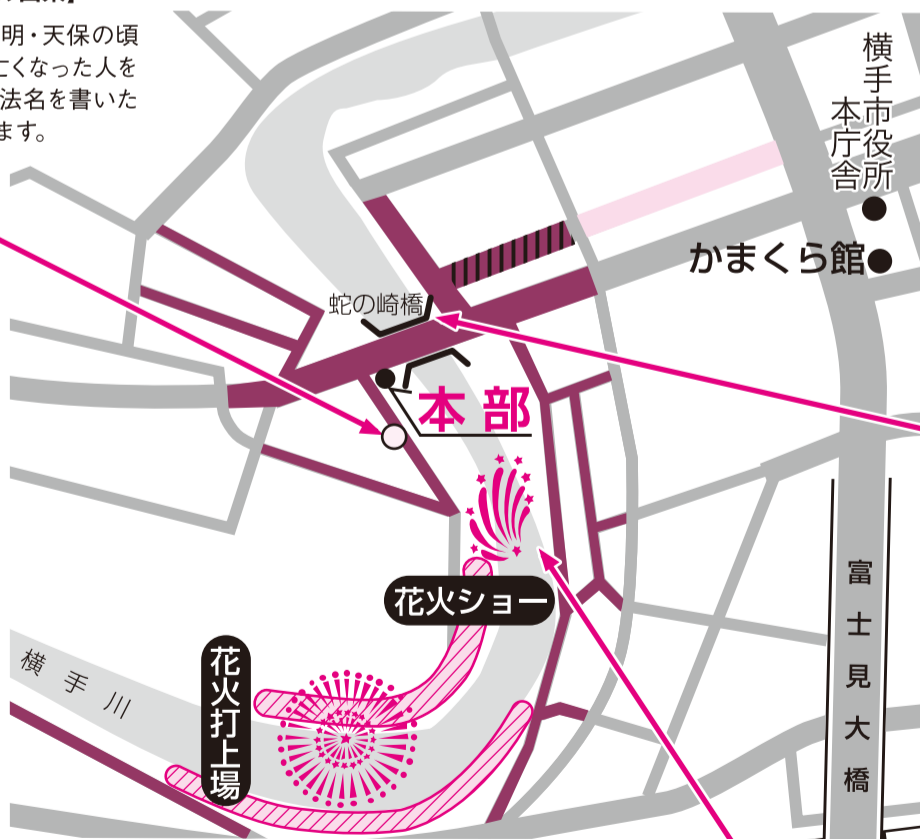 明・天保の頃
亡くなった人を
法名を書いた
ます。
横手市役所
本庁舎
かまくら館
蛇の崎橋
本部
花火ショー
花火打上場
横手川
富士見大橋